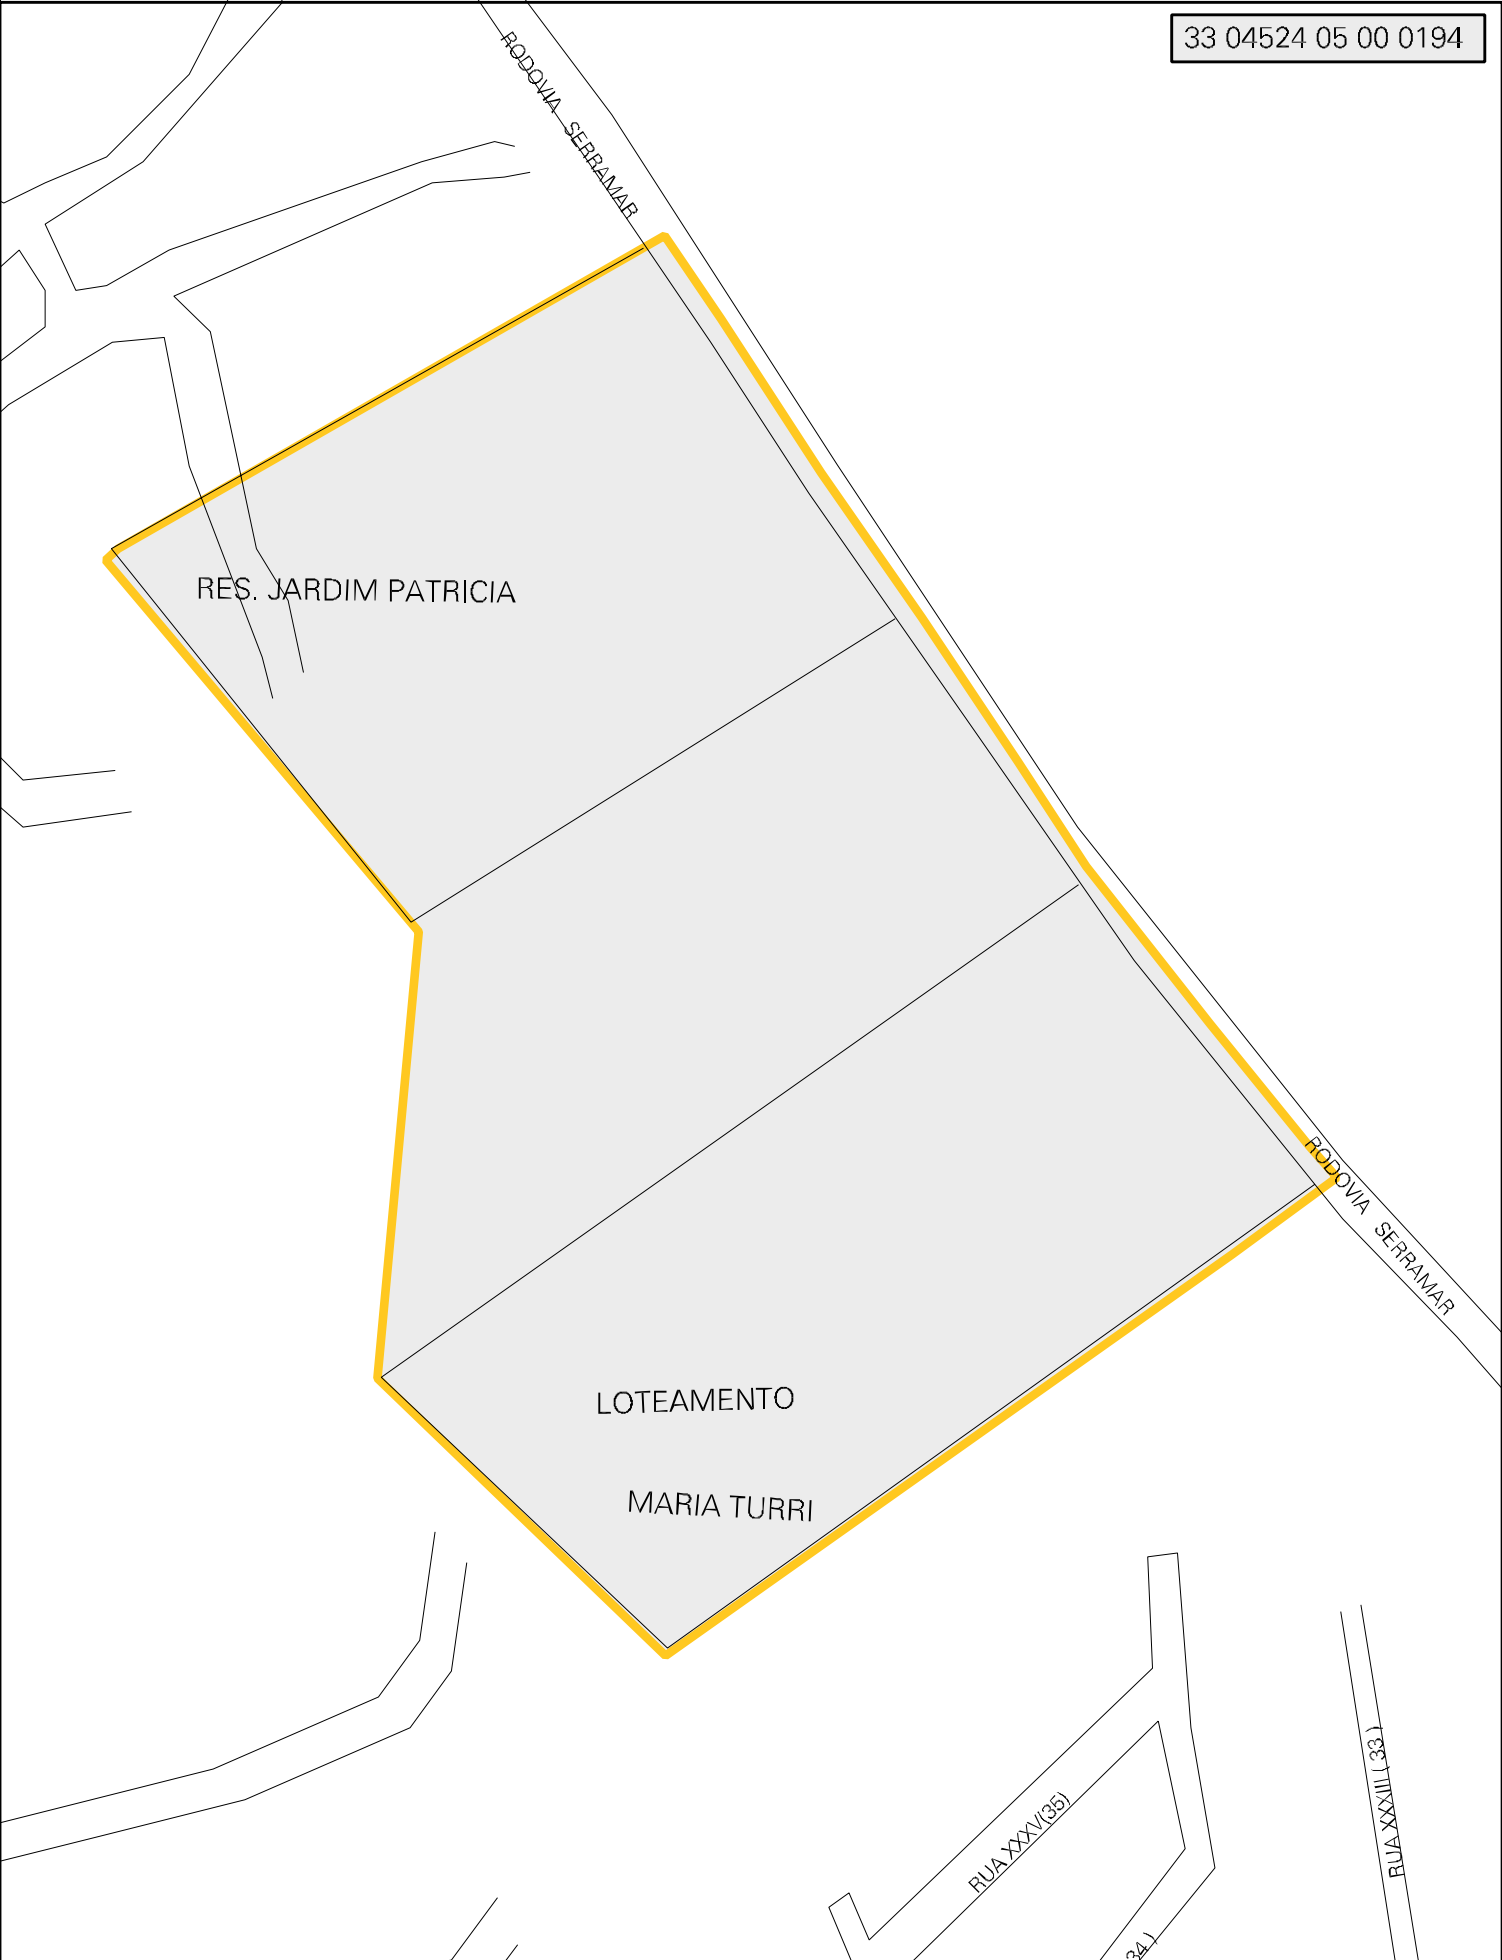 33 04524 05 00 0194
RODOVIA SERRAMAR
RES. JARDIM PATRICIA
RODOVIA SERRAMAR
LOTEAMENTO
MARIA TURRI
RUA XXXV(35)
RUA XXXIII ( 33 )
34 )